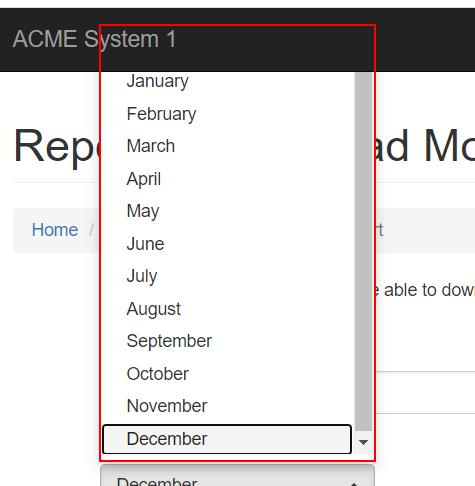 ACME System 1
January
February
March
Rep ad Mo
April
May
Home / rt
June
July
e able to dow
August
September
October
November
December
December